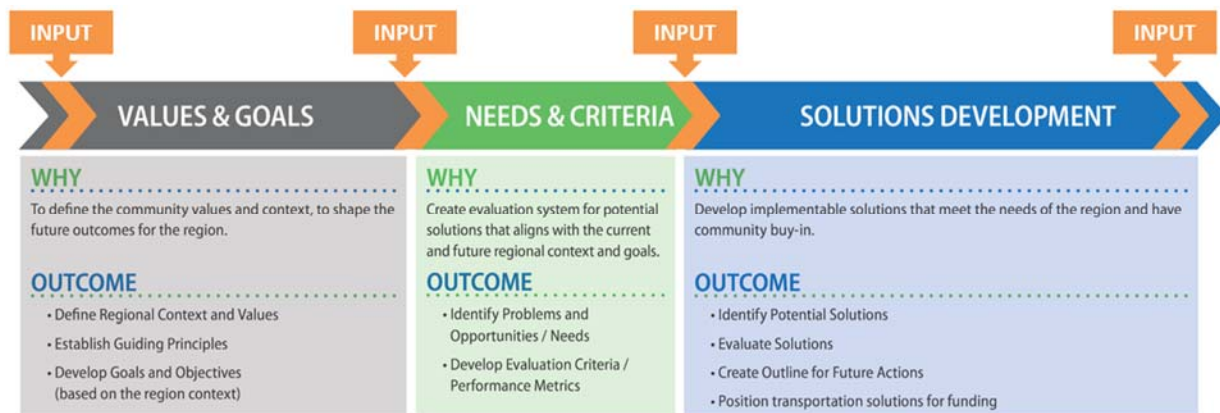 INPUT
INPUT
INPUT
INPUT
VALUES & GOALS
NEEDS & CRITERIA
SOLUTIONS DEVELOPMENT
WHY
To define the community values and context, to shape the
future outcomes for the region.
OUTCOME
• Define Regional Context and Values
• Establish Guiding Principles
• Develop Goals and Objectives
(based on the region context)
WHY
Create evaluation system for potential
solutions that aligns with the current
and future regional context and goals.
OUTCOME
• Identify Problems and
Opportunities / Needs
• Develop Evaluation Criteria /
Performance Metrics
WHY
Develop implementable solutions that meet the needs of the region and have
community buy-in.
OUTCOME
• Identify Potential Solutions
• Evaluate Solutions
• Create Outline for Future Actions
• Position transportation solutions for funding